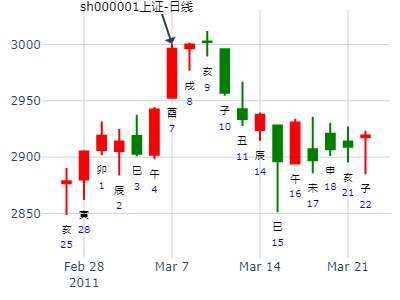 sh000001上证-日线
3000
2950
2900
2850
亥
25
寅
28
卯
1
辰
2
巳
3
午
4
酉
7
戌
8
亥
9
子
10
丑
11
辰
14
巳
15
午
16
未
17
申
18
亥
21
子
22
Feb 28
2011
Mar 7
Mar 14
Mar 21